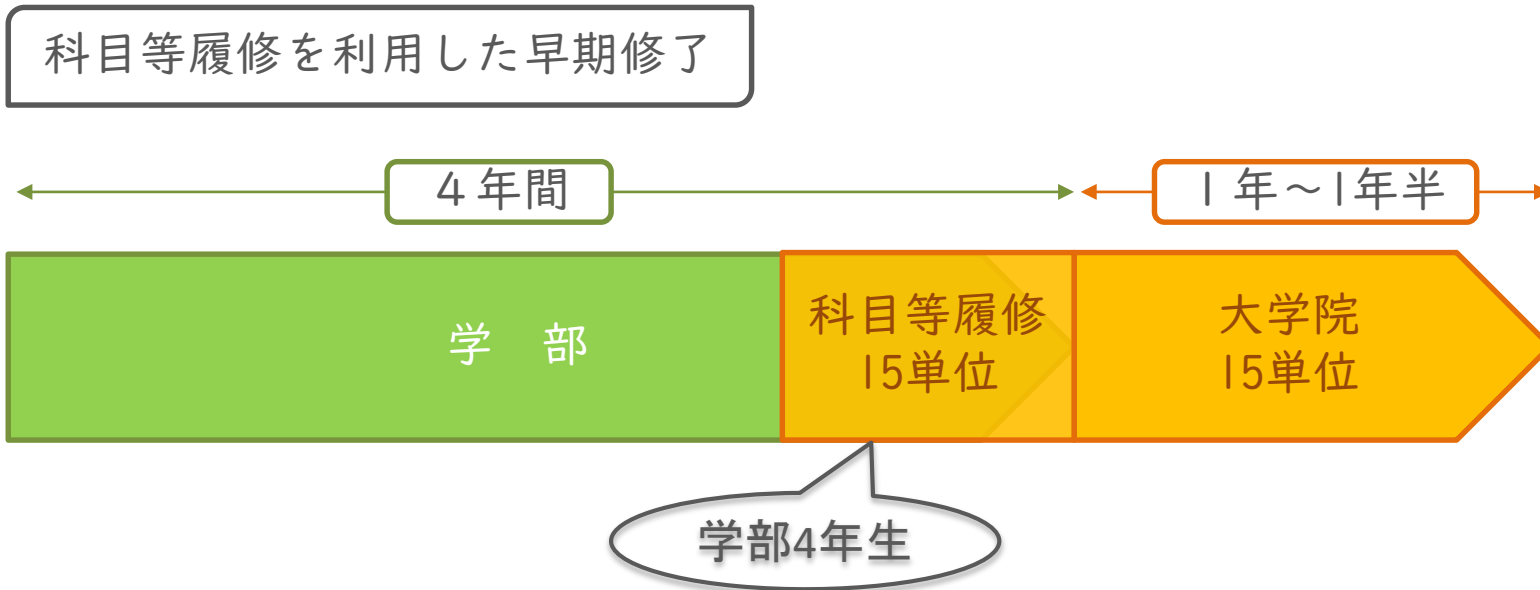 科目等履修を利用した早期修了
4年間
1年～1年半
学　部
科目等履修
15単位
大学院
15単位
学部4年生